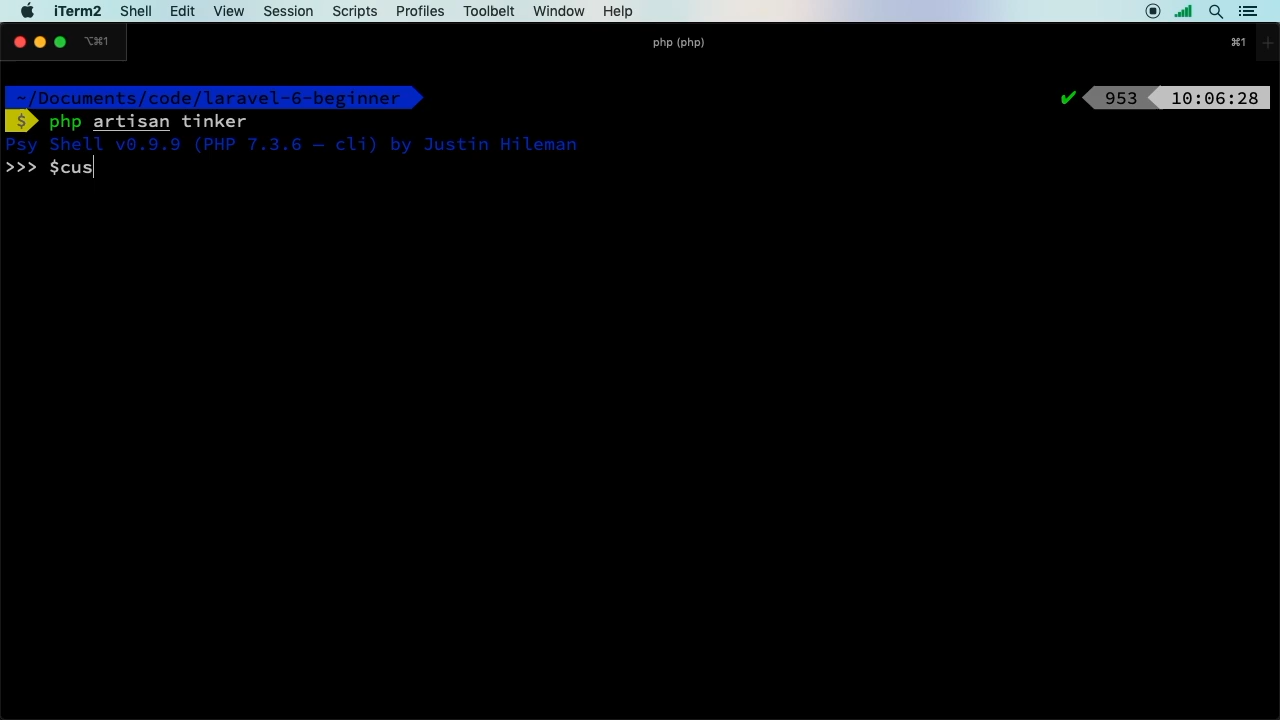 iTerm2 Shell Edit View Session Scripts Profiles Toolbelt Window Help
⌥⌘1 php (php) ⌘1
~/Documents/code/laravel-6-beginner ✔ 953 10:06:28
$ php artisan tinker
Psy Shell v0.9.9 (PHP 7.3.6 — cli) by Justin Hileman
>>> $cus